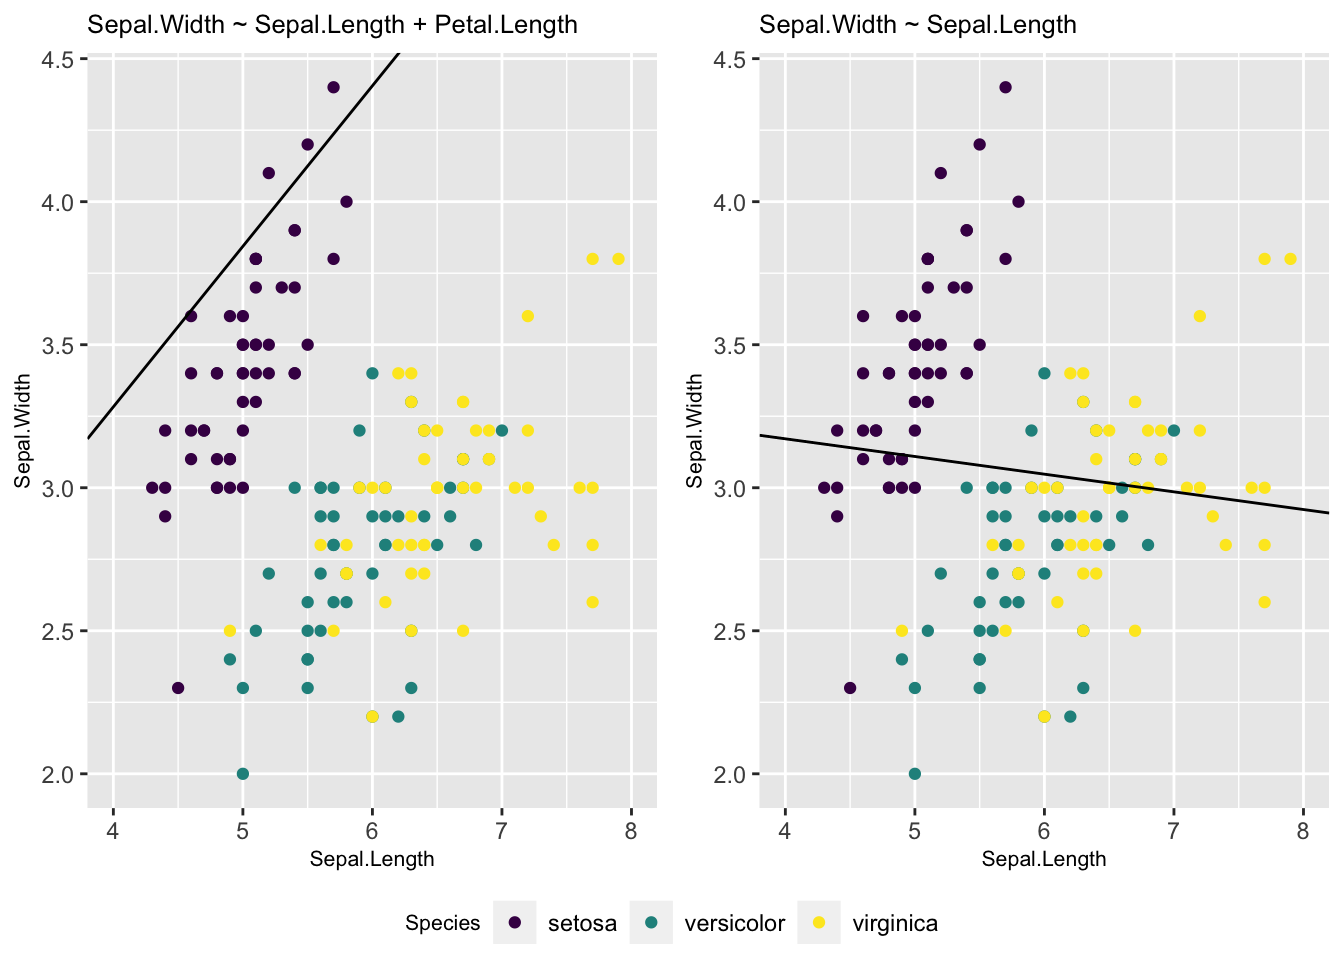 Sepal.Width ~ Sepal.Length + Petal.Length
4.5
4.0
3.5
3.0
2.5
2.0
Sepal.Width
4 5 6 7 8
Sepal.Length
Sepal.Width ~ Sepal.Length
4.5
4.0
3.5
3.0
2.5
2.0
Sepal.Width
4 5 6 7 8
Sepal.Length
Species setosa versicolor virginica